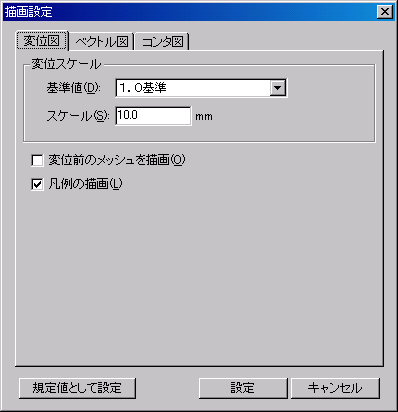 描画設定
変位図 ベクトル図 コンタ図
変位スケール
基準値(D): １．０基準
スケール(S): 10.0 mm
変位前のメッシュを描画(O)
凡例の描画(L)
規定値として設定 設定 キャンセル